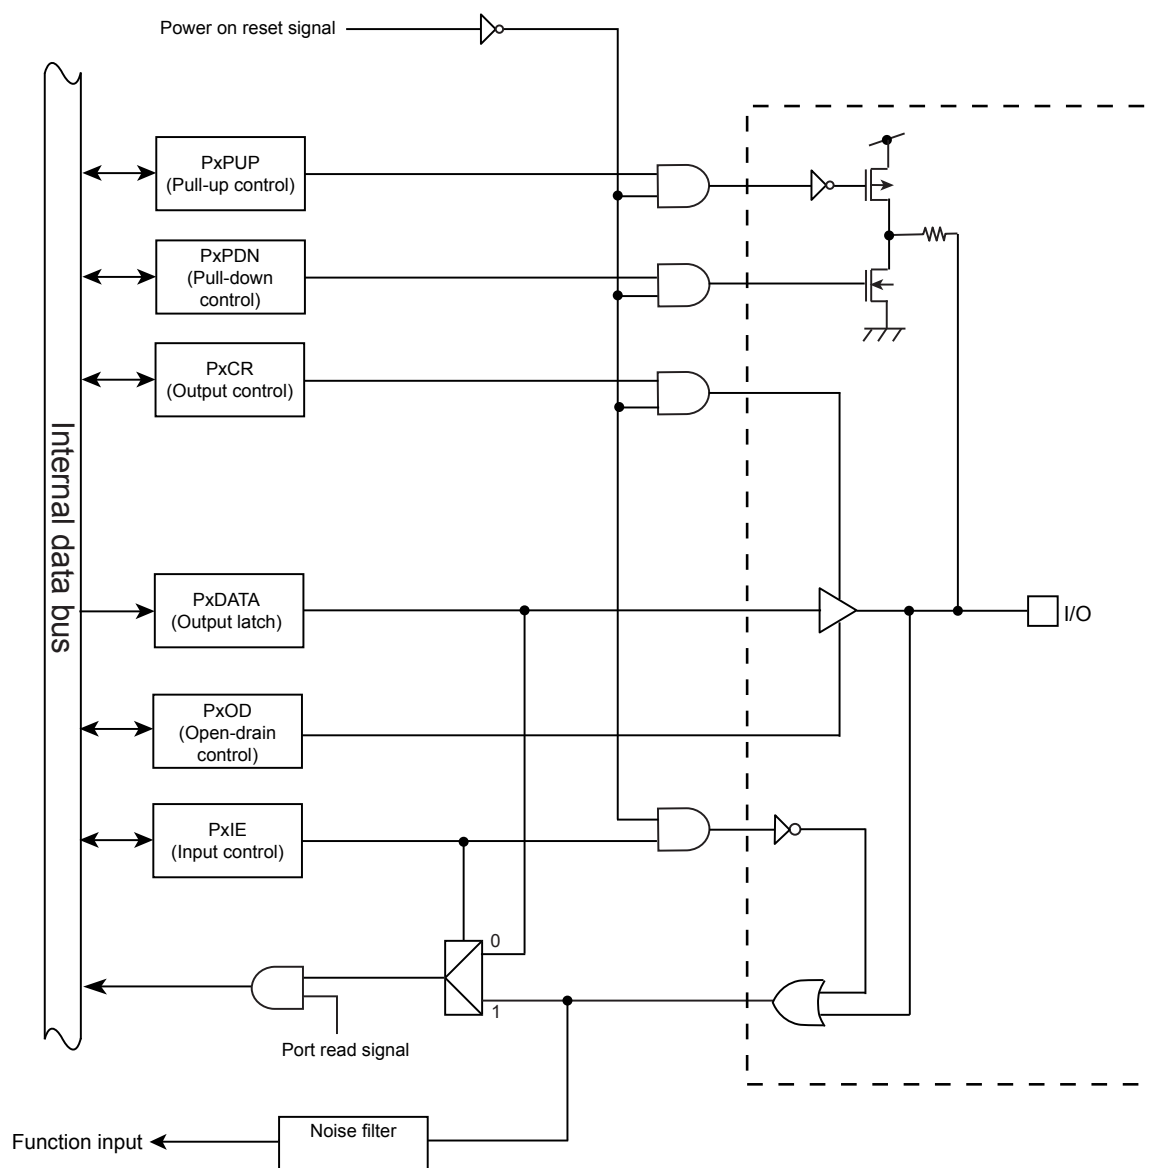 Power on reset signal
PxPUP
(Pull-up control)
PxPDN
(Pull-down
control)
PxCR
(Output control)
Internal data bus
PxDATA
(Output latch)
I/O
PxOD
(Open-drain
control)
PxIE
(Input control)
0
1
Port read signal
Noise filter
Function input